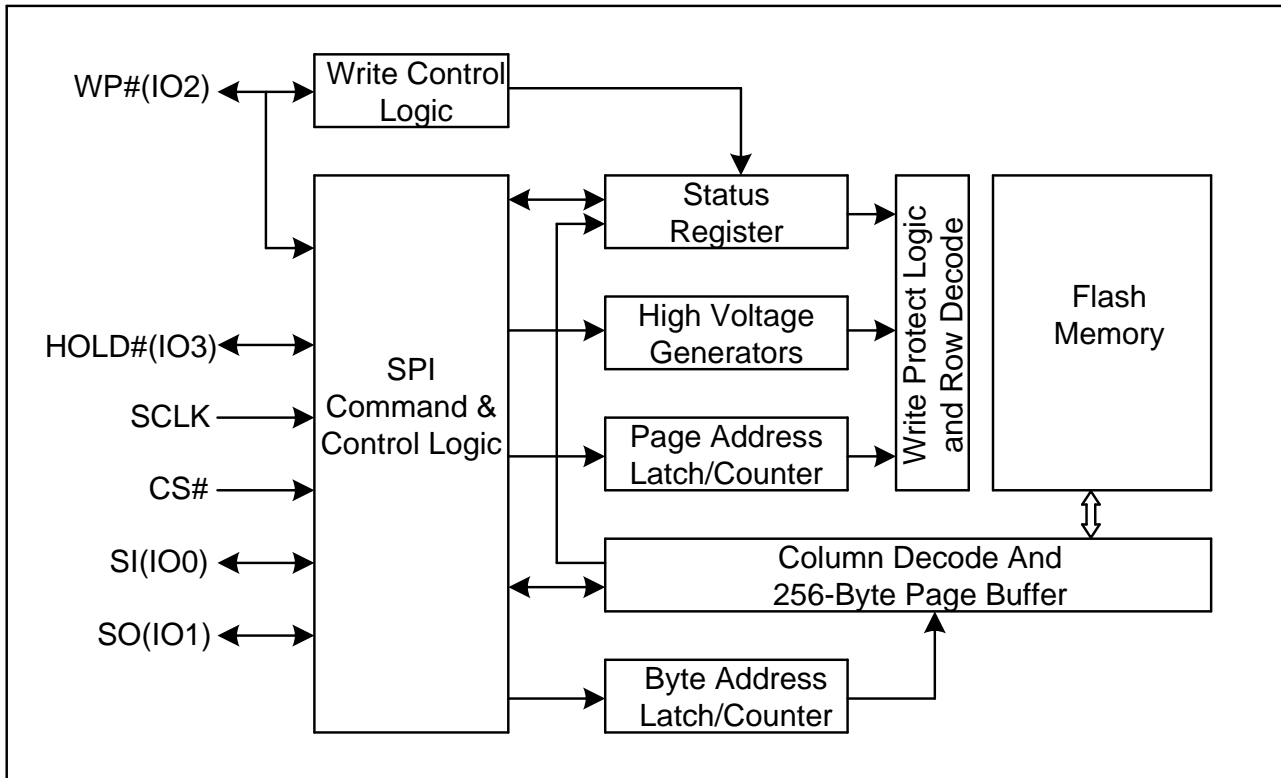 WP#(IO2)
Write Control
Logic
Status
Register
High Voltage
Generators
Page Address
Latch/Counter
Write Protect Logic
and Row Decode
Flash
Memory
HOLD#(IO3)
SCLK
CS#
SI(IO0)
SO(IO1)
SPI
Command &
Control Logic
Column Decode And
256-Byte Page Buffer
Byte Address
Latch/Counter